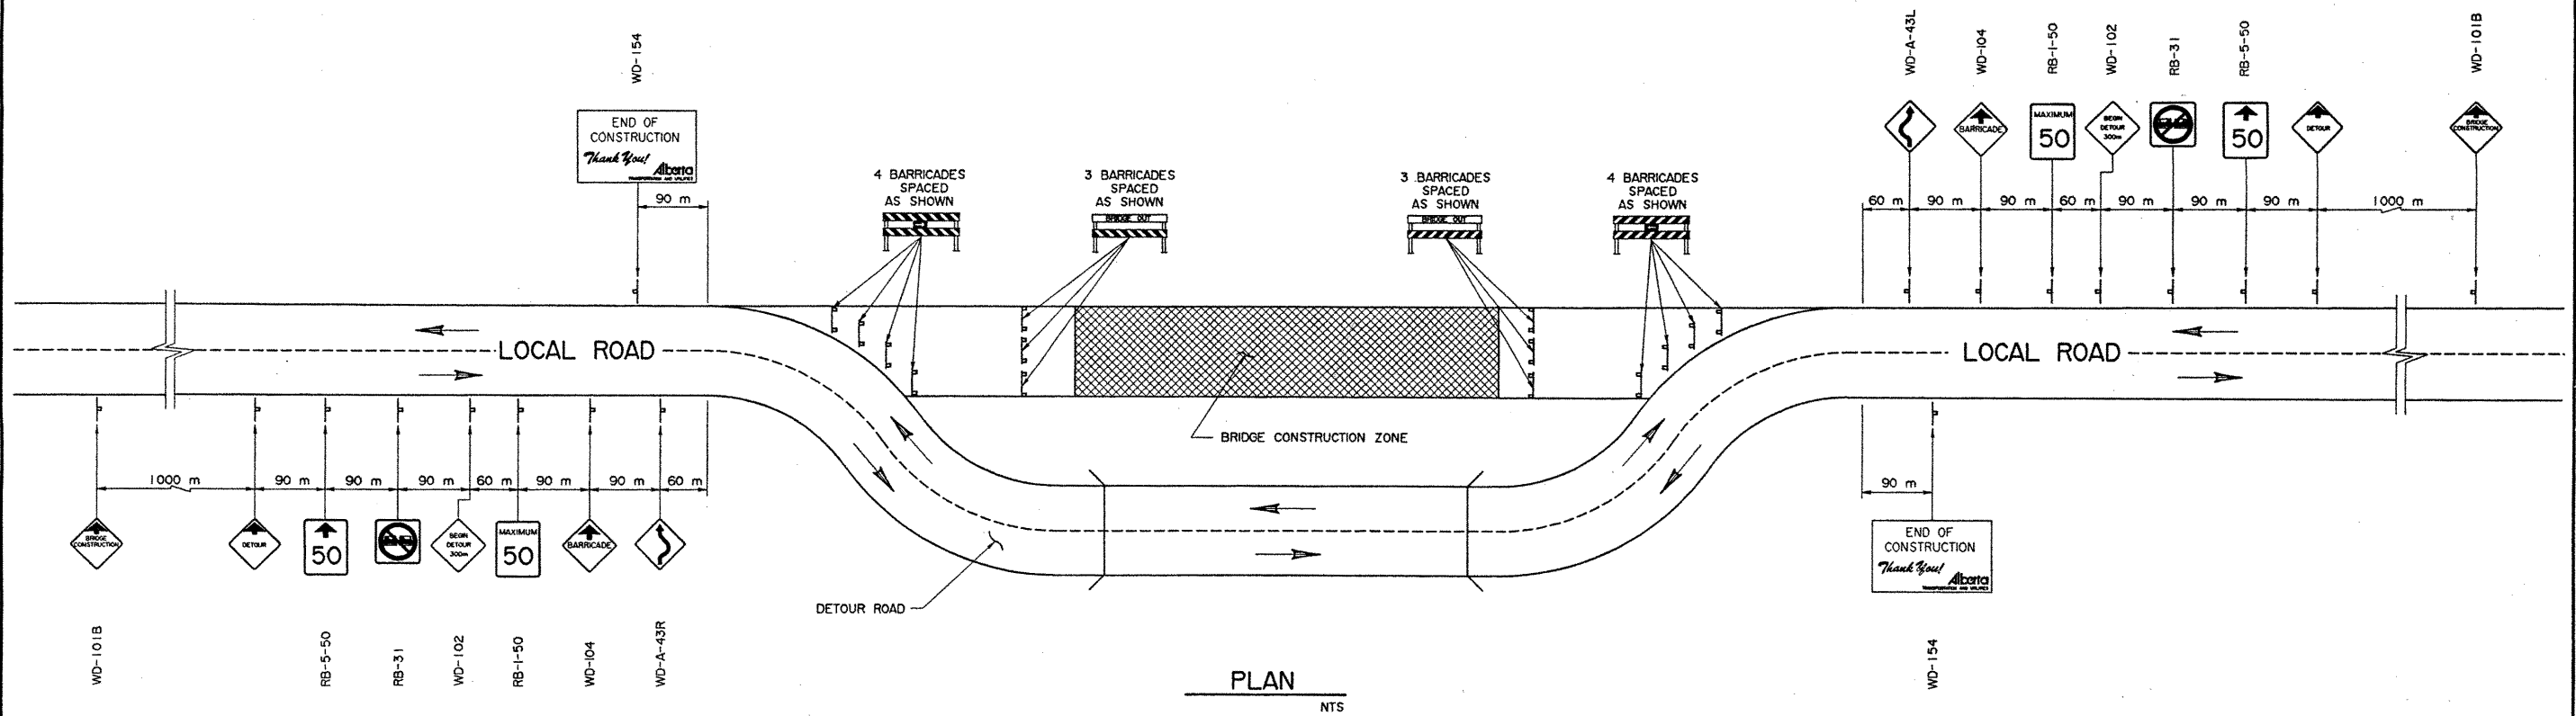 WD-154
END OF
CONSTRUCTION
Thank You!
Alberta
TRANSPORTATION AND UTILITIES
90 m
4 BARRICADES
SPACED
AS SHOWN
3 BARRICADES
SPACED
AS SHOWN
BRIDGE OUT
3 BARRICADES
SPACED
AS SHOWN
BRIDGE OUT
4 BARRICADES
SPACED
AS SHOWN
WD-A-43L
WD-104
RB-1-50
WD-102
RB-31
RB-5-50
WD-101B
BARRICADE
MAXIMUM
50
BEGIN
DETOUR
300m
50
DETOUR
BRIDGE
CONSTRUCTION
60 m 90 m 90 m 60 m 90 m 90 m 90 m 1000 m
LOCAL ROAD
LOCAL ROAD
BRIDGE CONSTRUCTION ZONE
1000 m 90 m 90 m 90 m 60 m 90 m 90 m 60 m
BRIDGE
CONSTRUCTION
DETOUR
50
BEGIN
DETOUR
300m
MAXIMUM
50
BARRICADE
WD-101B
RB-5-50
RB-31
WD-102
RB-1-50
WD-104
WD-A-43R
DETOUR ROAD
90 m
END OF
CONSTRUCTION
Thank You!
Alberta
TRANSPORTATION AND UTILITIES
WD-154
PLAN
NTS